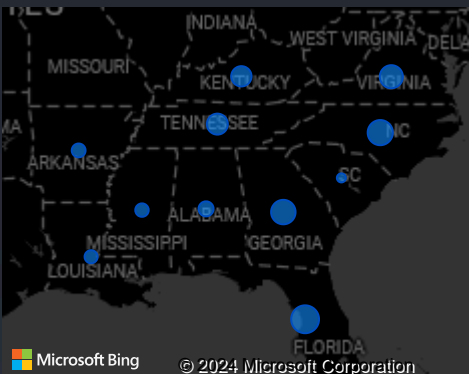 INDIANA
WEST VIRGINIA
MISSOURI
KENTUCKY
VIRGINIA
TENNESSEE
NC
ARKANSAS
SC
ALABAMA
MISSISSIPPI
GEORGIA
LOUISIANA
FLORIDA
Microsoft Bing
© 2024 Microsoft Corporation